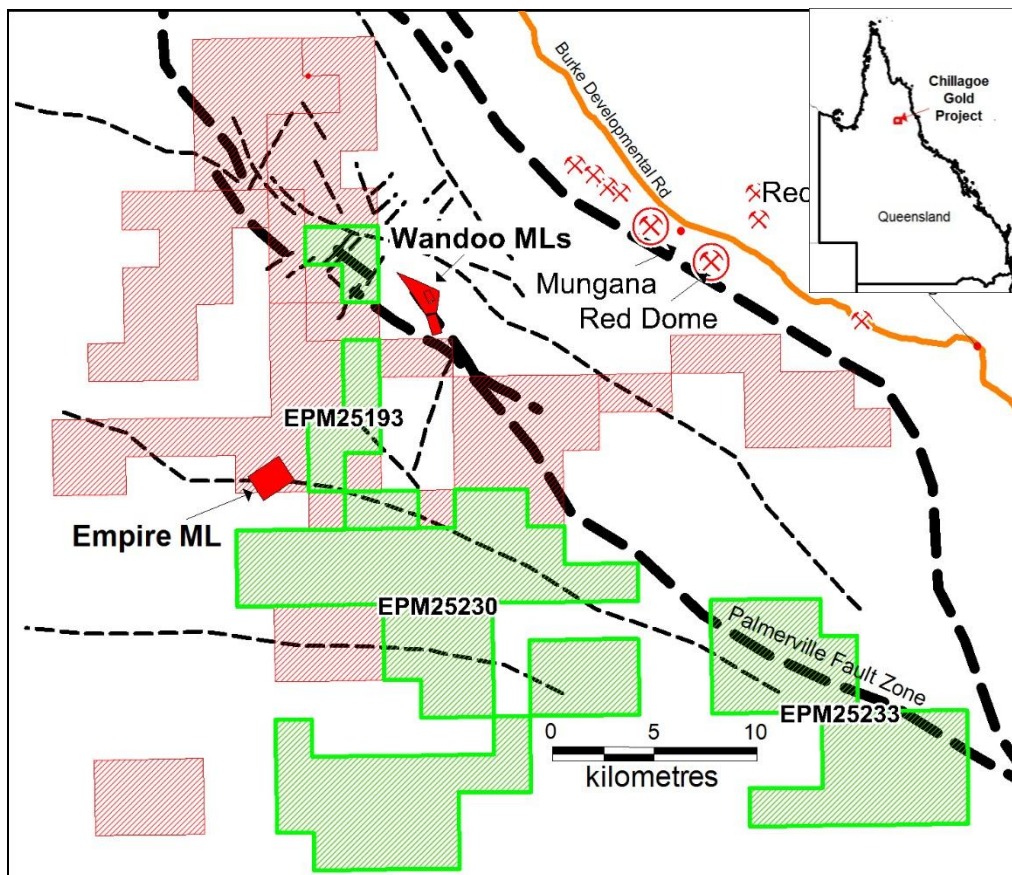 Burke Developmental Rd
Chillagoe
Gold
Project
Queensland
Red
Wandoo MLs
Mungana
Red Dome
EPM25193
Empire ML
EPM25230
Palmerville Fault Zone
EPM25233
0 5 10
kilometres